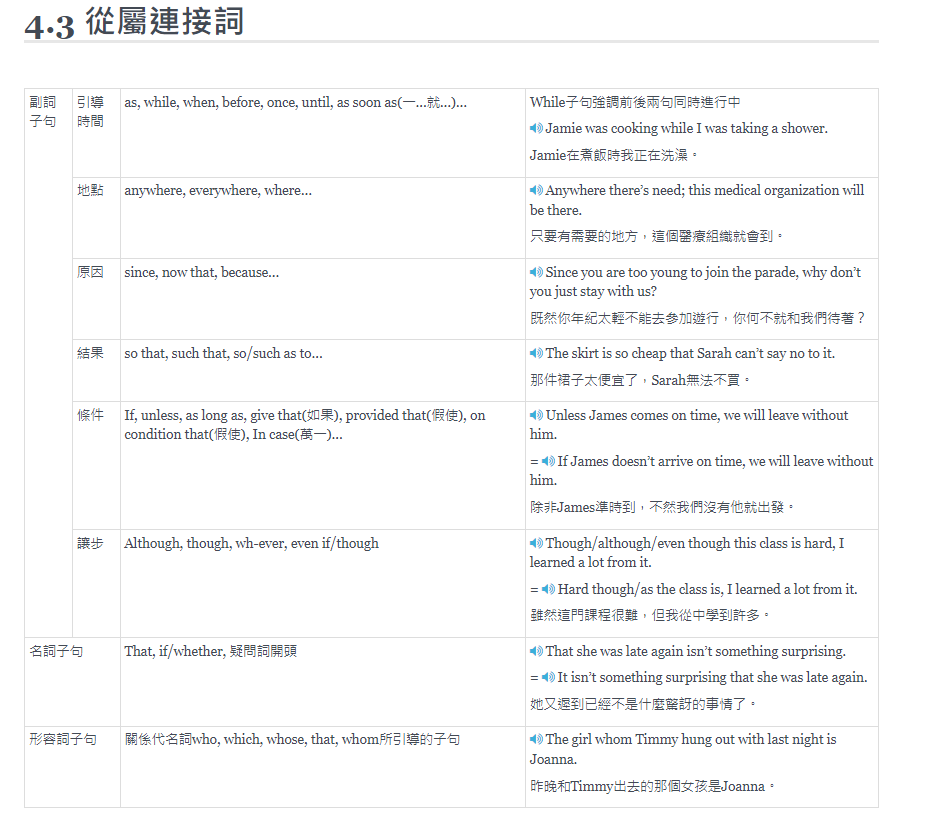 4.3 從屬連接詞
副詞
子句
引導
時間
as, while, when, before, once, until, as soon as(一…就…)…
While子句強調前後兩句同時進行中
Jamie was cooking while I was taking a shower.
Jamie在煮飯時我正在洗澡。
地點
anywhere, everywhere, where…
Anywhere there’s need; this medical organization will
be there.
只要有需要的地方，這個醫療組織就會到。
原因
since, now that, because…
Since you are too young to join the parade, why don’t
you just stay with us?
既然你年紀太輕不能去參加遊行，你何不就和我們待著？
結果
so that, such that, so/such as to…
The skirt is so cheap that Sarah can’t say no to it.
那件裙子太便宜了，Sarah無法不買。
條件
If, unless, as long as, give that(如果), provided that(假使), on
condition that(假使), In case(萬一)…
Unless James comes on time, we will leave without
him.
= If James doesn’t arrive on time, we will leave without
him.
除非James準時到，不然我們沒有他就出發。
讓步
Although, though, wh-ever, even if/though
Though/although/even though this class is hard, I
learned a lot from it.
= Hard though/as the class is, I learned a lot from it.
雖然這門課程很難，但我從中學到許多。
名詞子句
That, if/whether, 疑問詞開頭
That she was late again isn’t something surprising.
= It isn’t something surprising that she was late again.
她又遲到已經不是什麼驚訝的事情了。
形容詞子句
關係代名詞who, which, whose, that, whom所引導的子句
The girl whom Timmy hung out with last night is
Joanna.
昨晚和Timmy出去的那個女孩是Joanna。